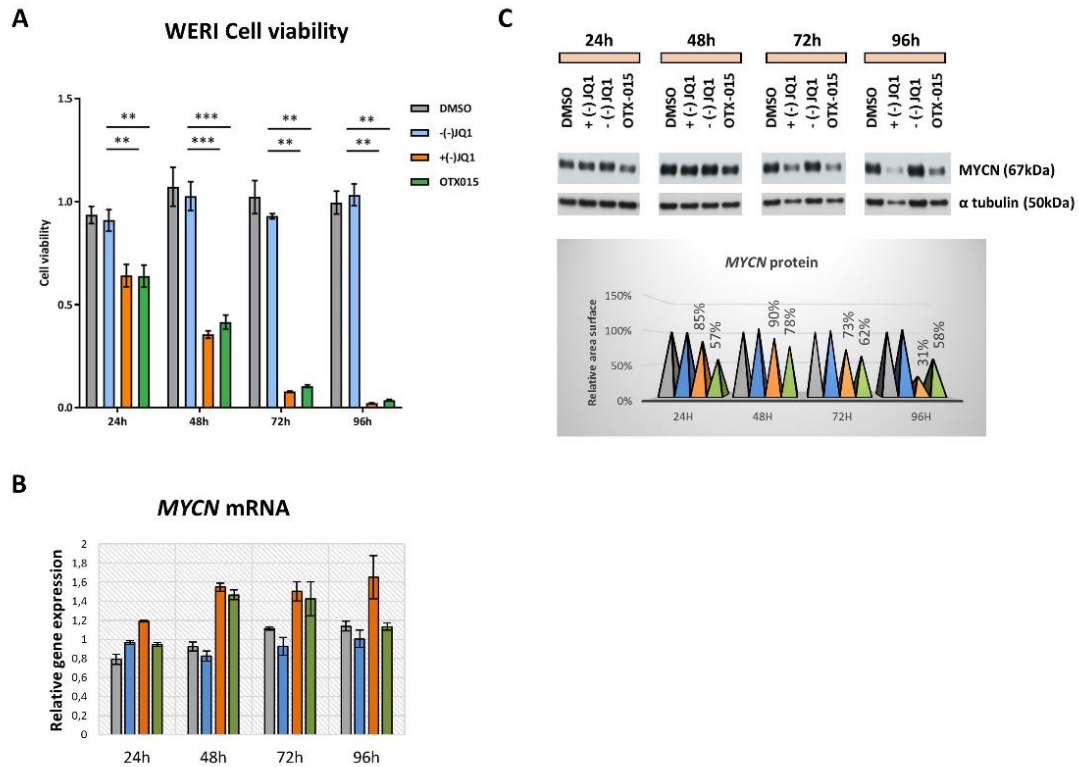 A
WERI Cell viability
1.5
1.0
0.5
0.0
Cell viability
** *** ** **
** *** ** **
DMSO
-(-)JQ1
+(-)JQ1
OTX015
24h 48h 72h 96h
B
MYCN mRNA
Relative gene expression
2
1,8
1,6
1,4
1,2
1
0,8
0,6
0,4
0,2
0
24h 48h 72h 96h
C
24h 48h 72h 96h
DMSO + (-) JQ1 - (-) JQ1 OTX-015 DMSO + (-) JQ1 - (-) JQ1 OTX-015 DMSO + (-) JQ1 - (-) JQ1 OTX-015 DMSO + (-) JQ1 - (-) JQ1 OTX-015
MYCN (67kDa)
α tubulin (50kDa)
MYCN protein
Relative area surface
150%
100%
50%
0%
85% 57% 90% 78% 73% 62% 31% 58%
24H 48H 72H 96H